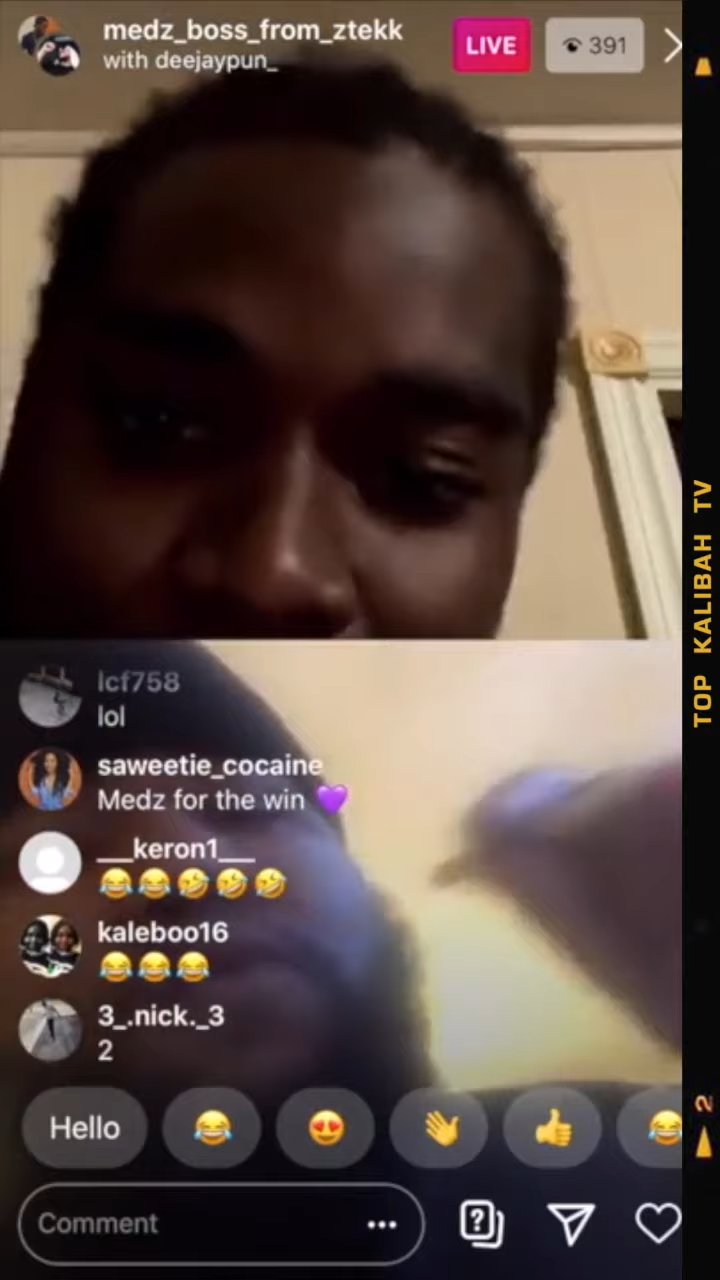 medz_boss_from_ztekk
with deejaypun_
LIVE
391
lcf758
lol
saweetie_cocaine
Medz for the win 💜
___keron1___
😂😂🤣🤣🤣
kaleboo16
😂😂😂
3_.nick._3
2
Hello 😂 😍 👋 👍 😂
Comment
TOP KALIBAH TV
2